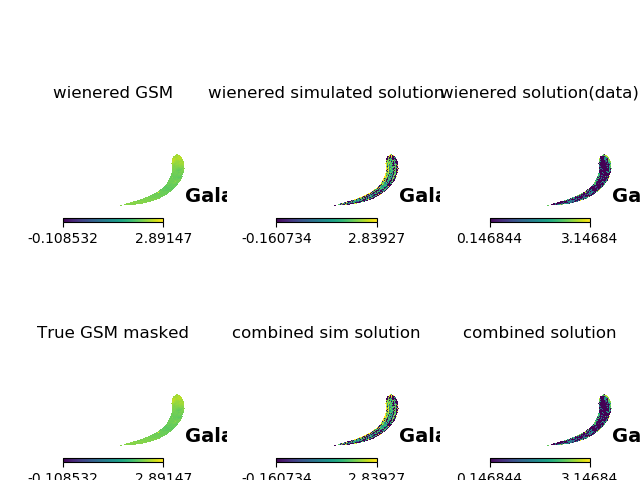 wienered GSM
wienered simulated solution
wienered solution(data)
Gala
Gala
Ga
-0.108532 2.89147
-0.160734 2.83927
0.146844 3.14684
True GSM masked
combined sim solution
combined solution
Gala
Gala
Ga
-0.108532 2.89147
-0.160734 2.83927
0.146844 3.14684